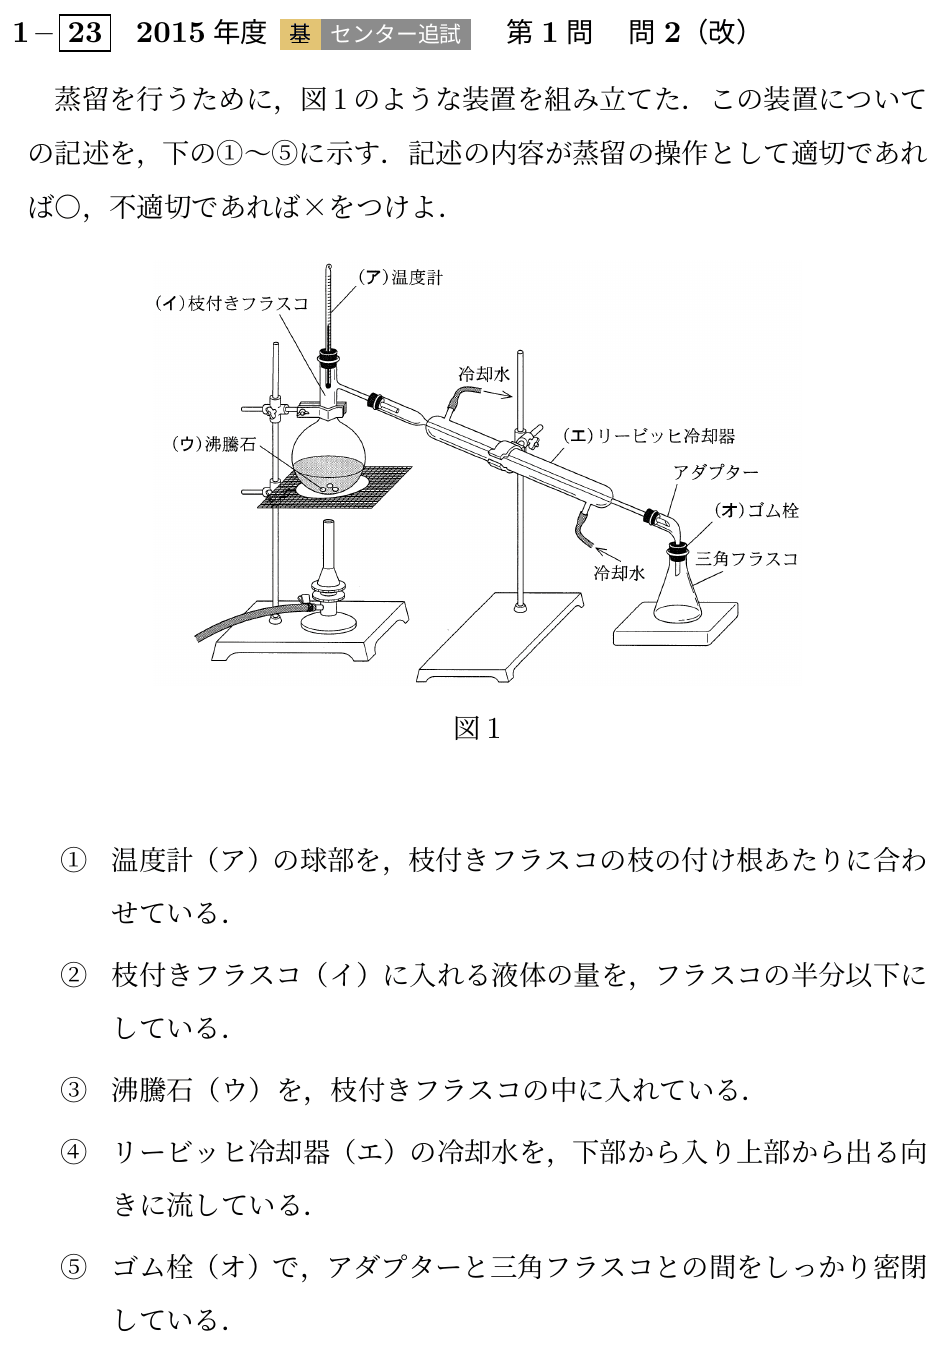 1－23　2015 年度　基 センター追試　第 1 問　問 2（改）
蒸留を行うために，図１のような装置を組み立てた．この装置について
の記述を，下の①〜⑤に示す．記述の内容が蒸留の操作として適切であれ
ば○，不適切であれば×をつけよ．
（ア）温度計
（イ）枝付きフラスコ
冷却水
（ウ）沸騰石
（エ）リービッヒ冷却器
アダプター
（オ）ゴム栓
三角フラスコ
冷却水
図 1
①　温度計（ア）の球部を，枝付きフラスコの枝の付け根あたりに合わ
せている．
②　枝付きフラスコ（イ）に入れる液体の量を，フラスコの半分以下に
している．
③　沸騰石（ウ）を，枝付きフラスコの中に入れている．
④　リービッヒ冷却器（エ）の冷却水を，下部から入り上部から出る向
きに流している．
⑤　ゴム栓（オ）で，アダプターと三角フラスコとの間をしっかり密閉
している．